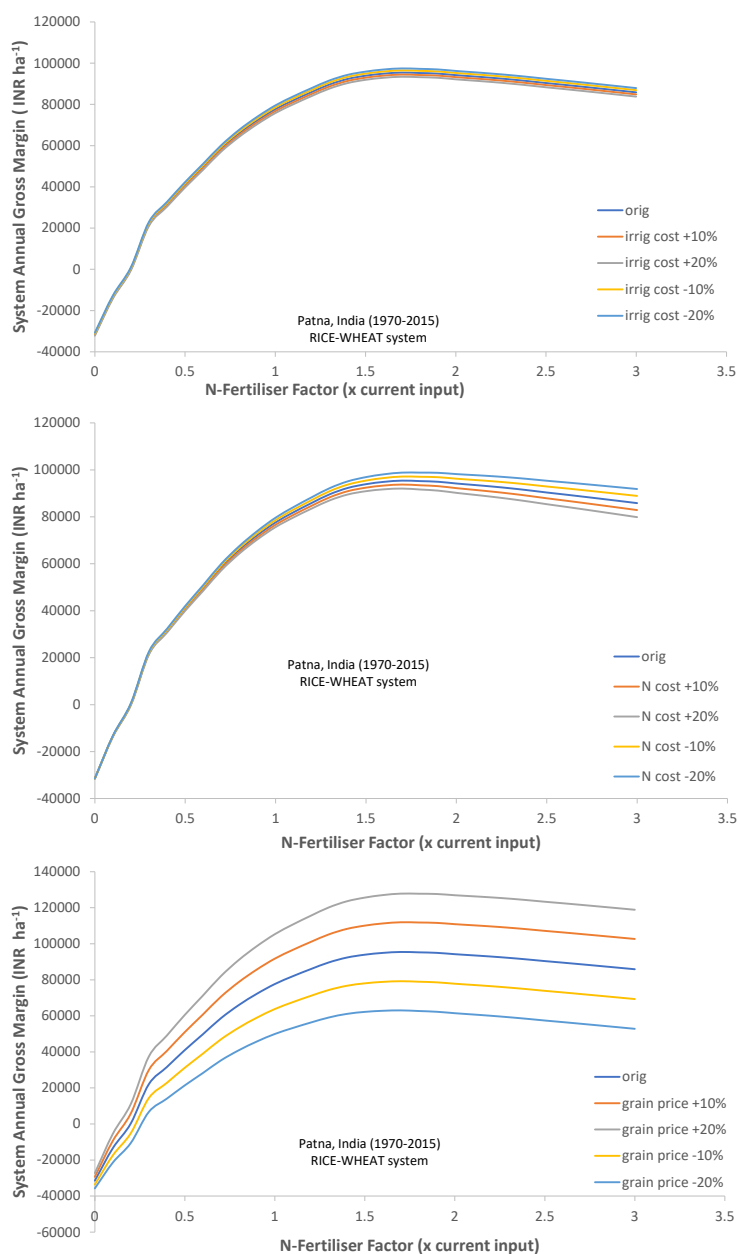 120000
100000
80000
60000
40000
20000
0
-20000
-40000
System Annual Gross Margin ( INR ha-1)
orig
irrig cost +10%
irrig cost +20%
irrig cost -10%
irrig cost -20%
Patna, India (1970-2015)
RICE-WHEAT system
0 0.5 1 1.5 2 2.5 3 3.5
N-Fertiliser Factor (x current input)
120000
100000
80000
60000
40000
20000
0
-20000
-40000
System Annual Gross Margin (INR ha-1)
orig
N cost +10%
N cost +20%
N cost -10%
N cost -20%
Patna, India (1970-2015)
RICE-WHEAT system
0 0.5 1 1.5 2 2.5 3 3.5
N-Fertiliser Factor (x current input)
140000
120000
100000
80000
60000
40000
20000
0
-20000
-40000
-60000
System Annual Gross Margin (INR ha-1)
orig
grain price +10%
grain price +20%
grain price -10%
grain price -20%
Patna, India (1970-2015)
RICE-WHEAT system
0 0.5 1 1.5 2 2.5 3 3.5
N-Fertiliser Factor (x current input)